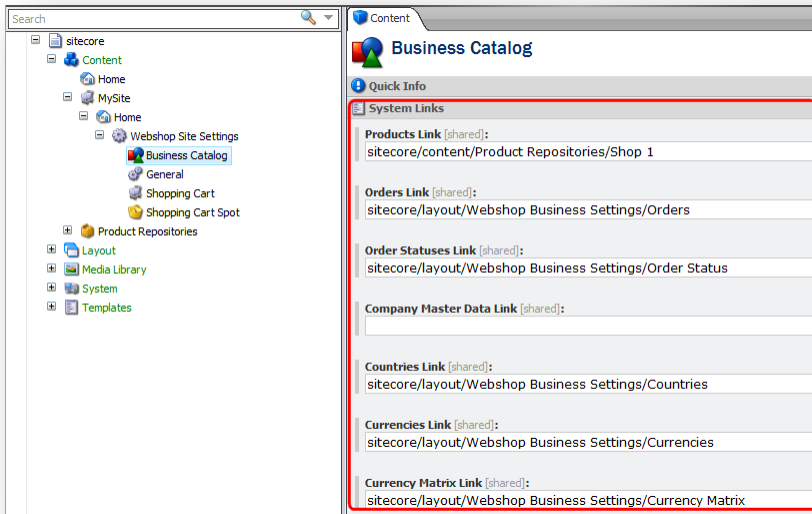 Search
sitecore
Content
Home
MySite
Home
Webshop Site Settings
Business Catalog
General
Shopping Cart
Shopping Cart Spot
Product Repositories
Layout
Media Library
System
Templates
Content
Business Catalog
Quick Info
System Links
Products Link [shared]:
sitecore/content/Product Repositories/Shop 1
Orders Link [shared]:
sitecore/layout/Webshop Business Settings/Orders
Order Statuses Link [shared]:
sitecore/layout/Webshop Business Settings/Order Status
Company Master Data Link [shared]:
Countries Link [shared]:
sitecore/layout/Webshop Business Settings/Countries
Currencies Link [shared]:
sitecore/layout/Webshop Business Settings/Currencies
Currency Matrix Link [shared]:
sitecore/layout/Webshop Business Settings/Currency Matrix